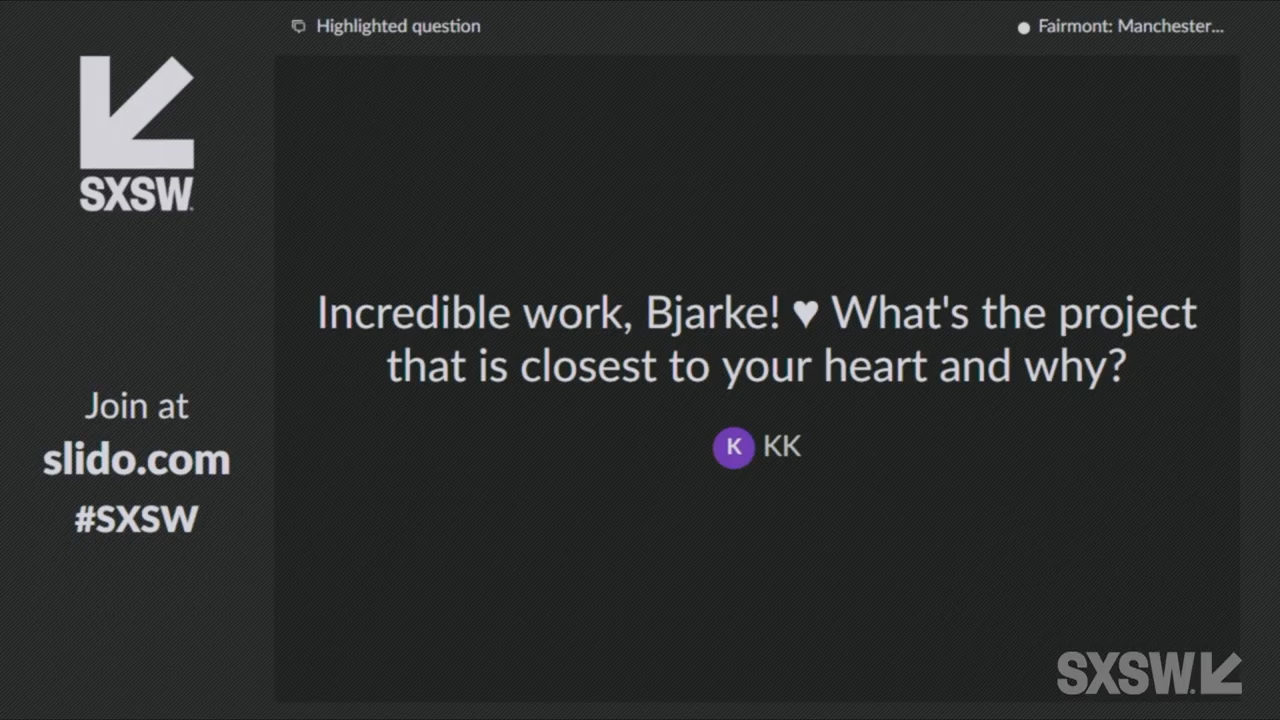 Highlighted question
Fairmont: Manchester...
SXSW.
Incredible work, Bjarke! ♥ What's the project
that is closest to your heart and why?
K KK
Join at
slido.com
#SXSW
SXSW.